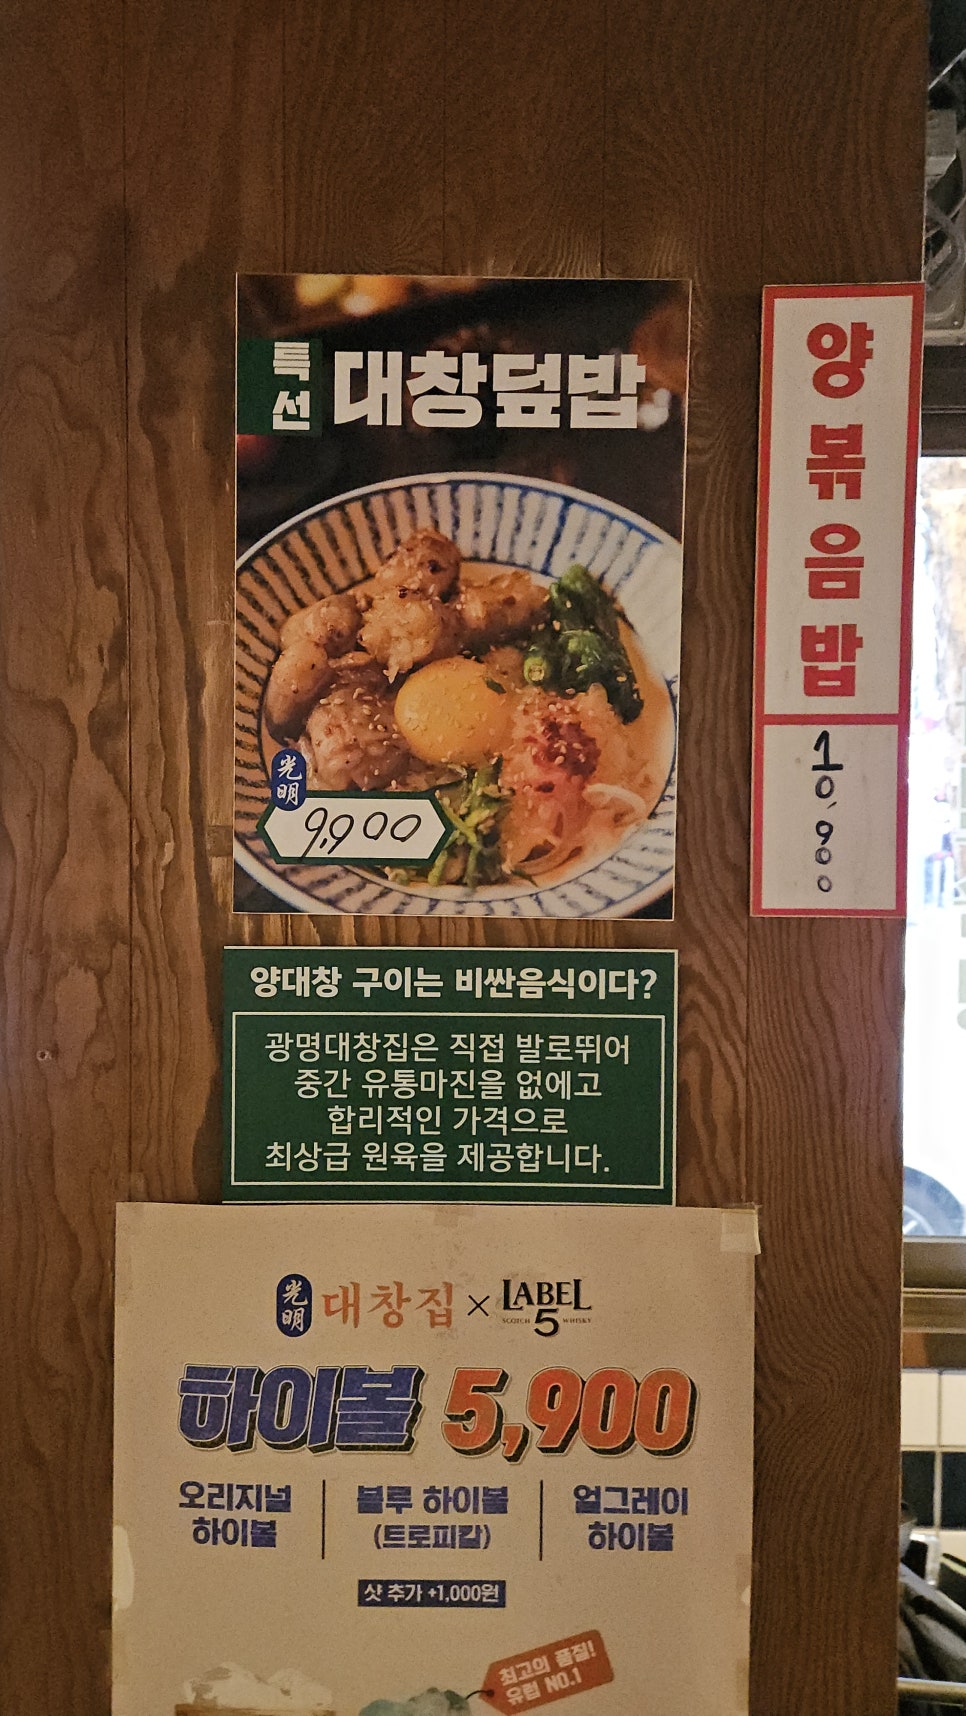 특선 대창덮밥
光明
9,900
양볶음밥
10,900
양대창 구이는 비싼음식이다?
광명대창집은 직접 발로뛰어
중간 유통마진을 없에고
합리적인 가격으로
최상급 원육을 제공합니다.
光明 대창집 × LABEL 5
SCOTCH WHISKY
하이볼 5,900
오리지널 하이볼
블루 하이볼 (트로피칼)
얼그레이 하이볼
샷 추가 +1,000원
최고의 품질!
유럽 NO.1